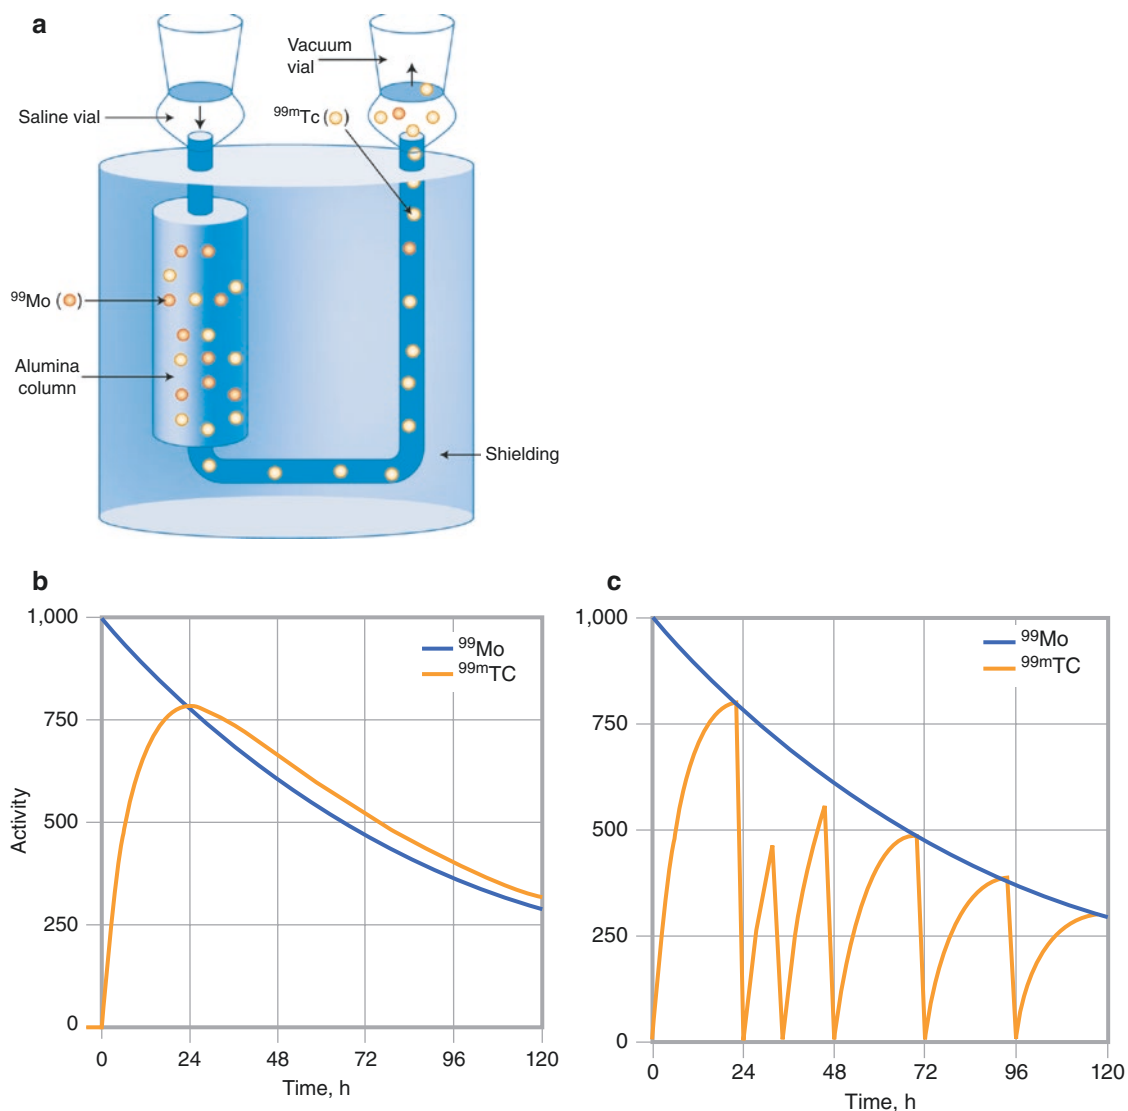 a
Vacuum
vial
Saline vial
99mTc ( )
99Mo ( )
Alumina
column
Shielding
b
1,000
750
500
250
0
Activity
99Mo
99mTC
0 24 48 72 96 120
Time, h
c
1,000
750
500
250
0
99Mo
99mTC
0 24 48 72 96 120
Time, h